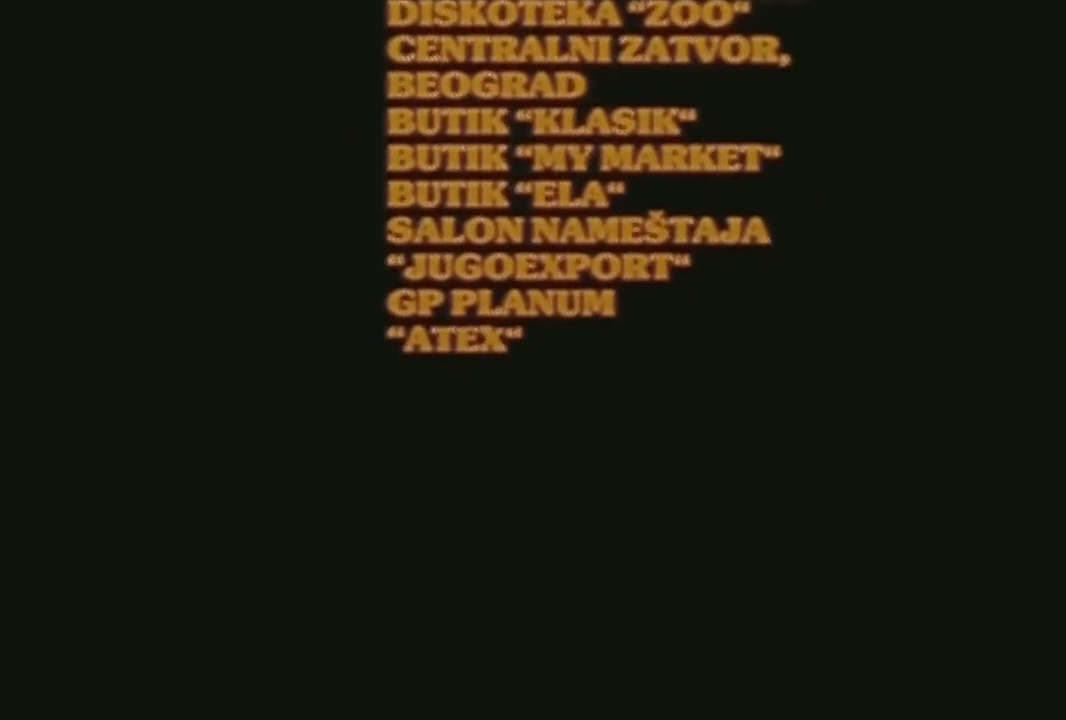 DISKOTEKA “ZOO“
CENTRALNI ZATVOR,
BEOGRAD
BUTIK “KLASIK“
BUTIK “MY MARKET“
BUTIK “ELA“
SALON NAMEŠTAJA
“JUGOEXPORT“
GP PLANUM
“ATEX“